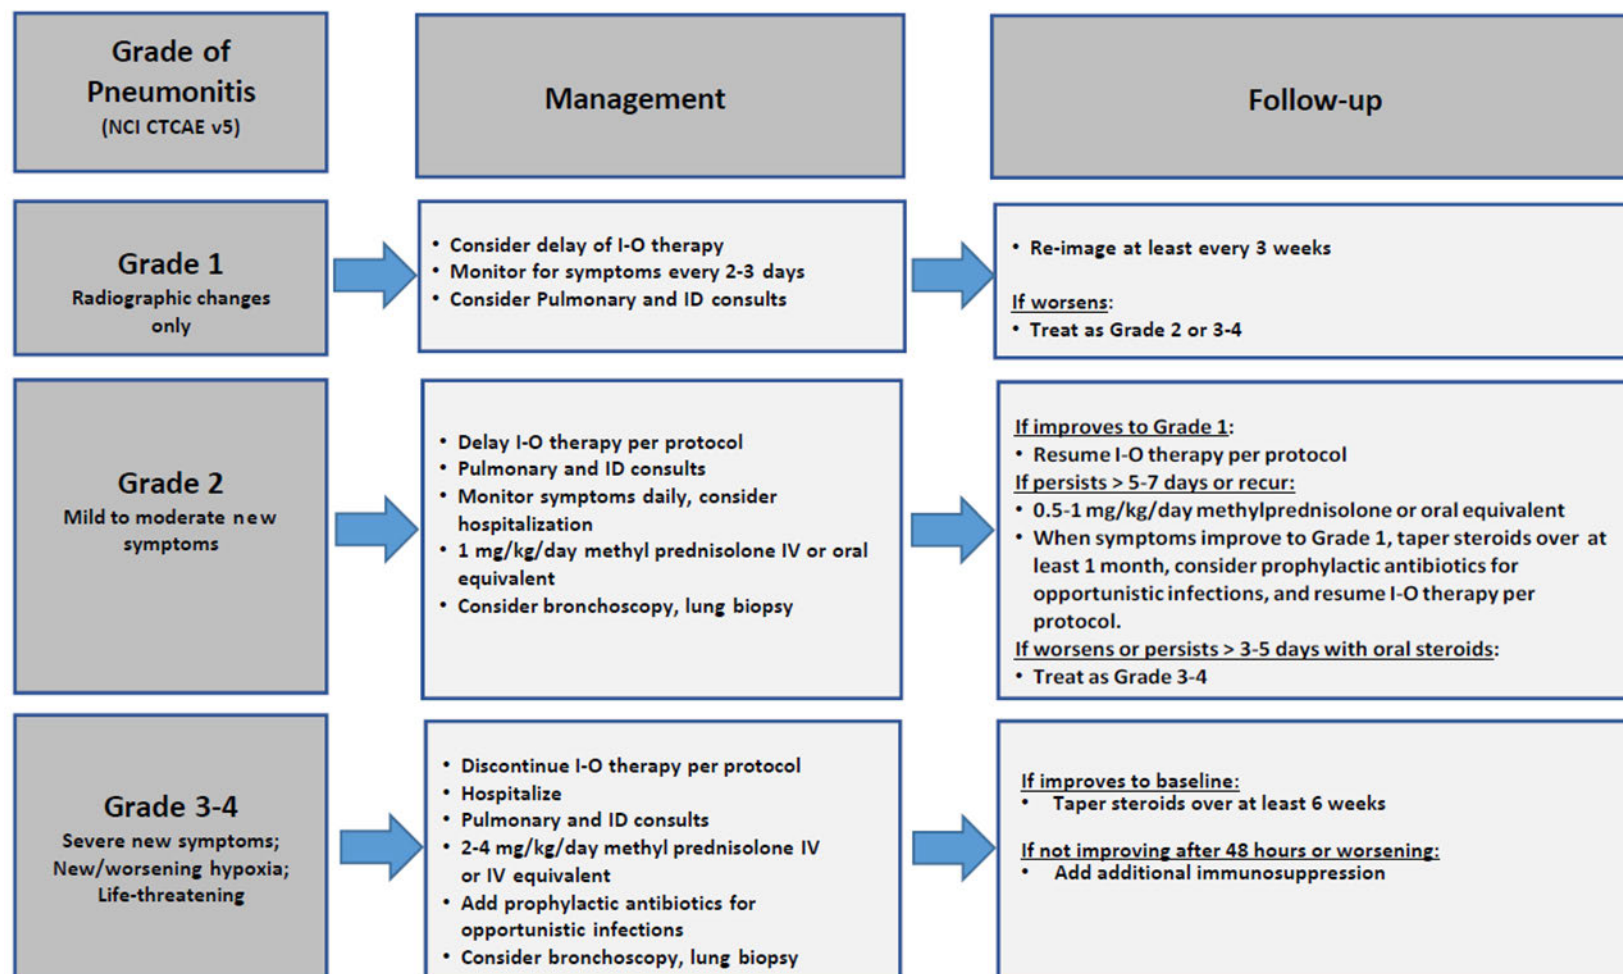 Grade of
Pneumonitis
(NCI CTCAE v5)
Management
Follow-up
Grade 1
Radiographic changes
only
• Consider delay of I-O therapy
• Monitor for symptoms every 2-3 days
• Consider Pulmonary and ID consults
• Re-image at least every 3 weeks
If worsens:
• Treat as Grade 2 or 3-4
Grade 2
Mild to moderate new
symptoms
• Delay I-O therapy per protocol
• Pulmonary and ID consults
• Monitor symptoms daily, consider
hospitalization
• 1 mg/kg/day methyl prednisolone IV or oral
equivalent
• Consider bronchoscopy, lung biopsy
If improves to Grade 1:
• Resume I-O therapy per protocol
If persists > 5-7 days or recur:
• 0.5-1 mg/kg/day methylprednisolone or oral equivalent
• When symptoms improve to Grade 1, taper steroids over at
least 1 month, consider prophylactic antibiotics for
opportunistic infections, and resume I-O therapy per
protocol.
If worsens or persists > 3-5 days with oral steroids:
• Treat as Grade 3-4
Grade 3-4
Severe new symptoms;
New/worsening hypoxia;
Life-threatening
• Discontinue I-O therapy per protocol
• Hospitalize
• Pulmonary and ID consults
• 2-4 mg/kg/day methyl prednisolone IV
or IV equivalent
• Add prophylactic antibiotics for
opportunistic infections
• Consider bronchoscopy, lung biopsy
If improves to baseline:
• Taper steroids over at least 6 weeks
If not improving after 48 hours or worsening:
• Add additional immunosuppression